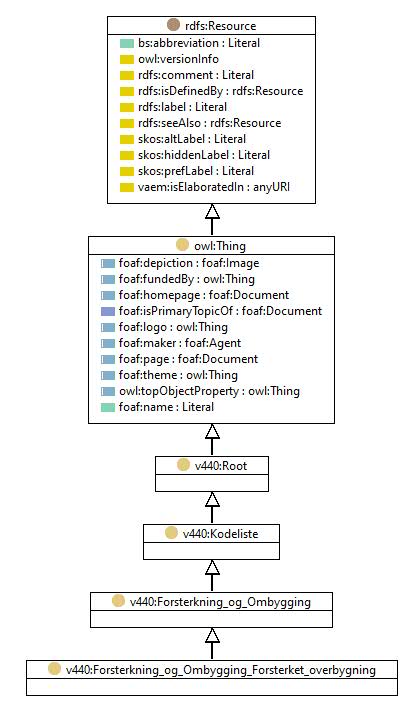 rdfs:Resource
bs:abbreviation : Literal
owl:versionInfo
rdfs:comment : Literal
rdfs:isDefinedBy : rdfs:Resource
rdfs:label : Literal
rdfs:seeAlso : rdfs:Resource
skos:altLabel : Literal
skos:hiddenLabel : Literal
skos:prefLabel : Literal
vaem:isElaboratedIn : anyURI
owl:Thing
foaf:depiction : foaf:Image
foaf:fundedBy : owl:Thing
foaf:homepage : foaf:Document
foaf:isPrimaryTopicOf : foaf:Document
foaf:logo : owl:Thing
foaf:maker : foaf:Agent
foaf:page : foaf:Document
foaf:theme : owl:Thing
owl:topObjectProperty : owl:Thing
foaf:name : Literal
v440:Root
v440:Kodeliste
v440:Forsterkning_og_Ombygging
v440:Forsterkning_og_Ombygging_Forsterket_overbygning